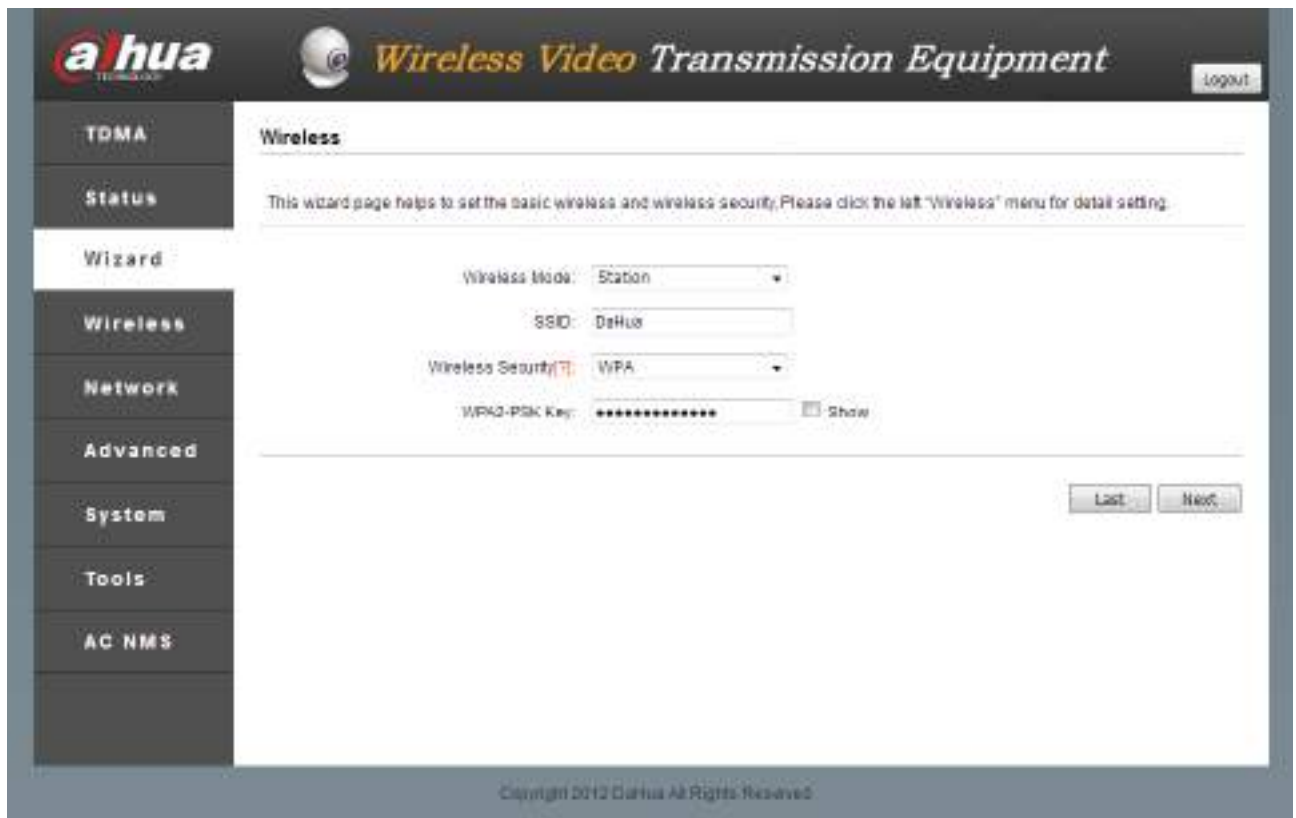 alhua
TECHNOLOGY
Wireless Video Transmission Equipment
Logout
TDMA
Status
Wizard
Wireless
Network
Advanced
System
Tools
AC NMS
Wireless
This wizard page helps to set the basic wireless and wireless security,Please click the left "Wireless" menu for detail setting.
Wireless Mode: Station
SSID: DaHua
Wireless Security[?]: WPA
WPA2-PSK Key: ••••••••••••• Show
Last Next
Copyright 2012 DaHua All Rights Reserved